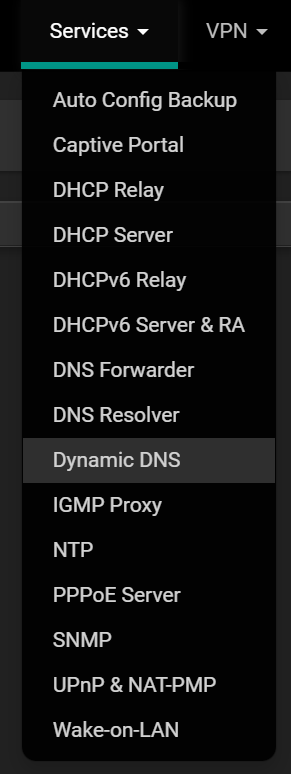 Services VPN
Auto Config Backup
Captive Portal
DHCP Relay
DHCP Server
DHCPv6 Relay
DHCPv6 Server & RA
DNS Forwarder
DNS Resolver
Dynamic DNS
IGMP Proxy
NTP
PPPoE Server
SNMP
UPnP & NAT-PMP
Wake-on-LAN